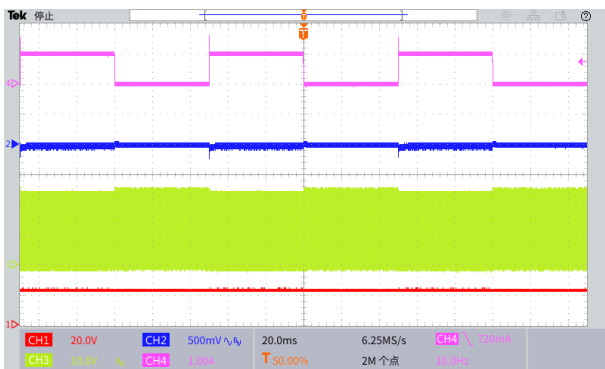 Tek 停止
T
4
2
1
CH1 20.0V CH2 500mV 20.0ms 6.25MS/s CH4 720mA
CH3 10.0V CH4 1.00A T 50.00% 2M 个点 10.0Hz